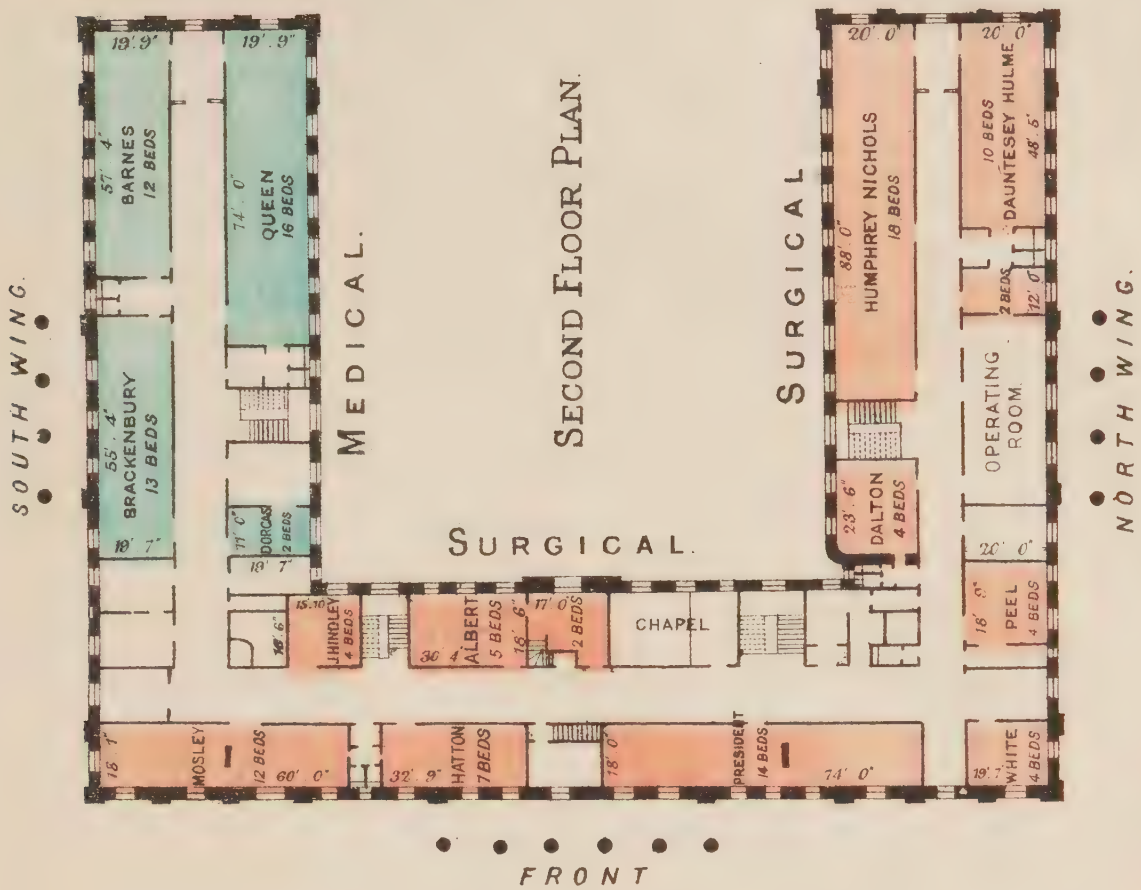 SECOND FLOOR PLAN.
SOUTH WING.
MEDICAL.
SURGICAL
NORTH WING.
SURGICAL.
19'. 9"
57'. 4"
BARNES
12 BEDS
19'. 9"
74'. 0"
QUEEN
16 BEDS
55'. 4"
BRACKENBURY
13 BEDS
19'. 7"
11'. 0"
DORCAS
2 BEDS
19'. 7"
20'. 0"
88'. 0"
HUMPHREY NICHOLS
18 BEDS
20'. 0"
10 BEDS
DAUNTESEY HULME
48'. 5'
2 BEDS
12'. 0"
OPERATING
ROOM.
23'. 6"
DALTON
4 BEDS
20'. 0"
18'. 0"
PEEL
4 BEDS
15'. 10"
J. HINDLEY
4 BEDS
36'. 4"
ALBERT
5 BEDS
18'. 6"
17'. 0"
2 BEDS
CHAPEL
18'. 1"
MOSLEY
12 BEDS
60'. 0"
32'. 9"
HATTON
7 BEDS
18'. 0"
PRESIDENT
14 BEDS
74'. 0"
19'. 7"
WHITE
4 BEDS
FRONT